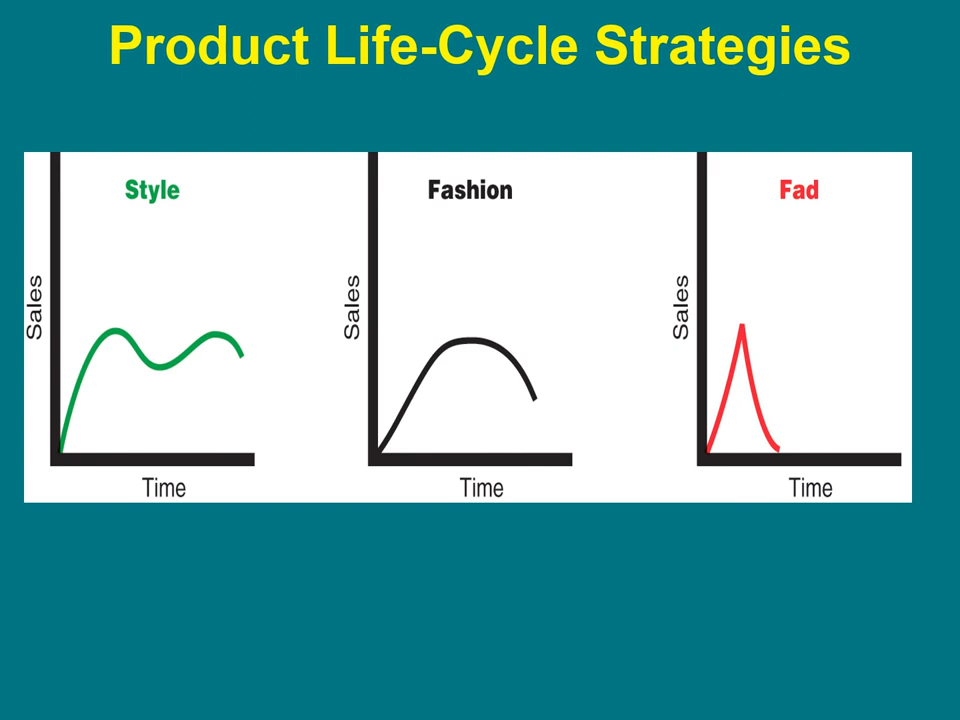 Product Life-Cycle Strategies
Style
Sales
Time
Fashion
Sales
Time
Fad
Sales
Time